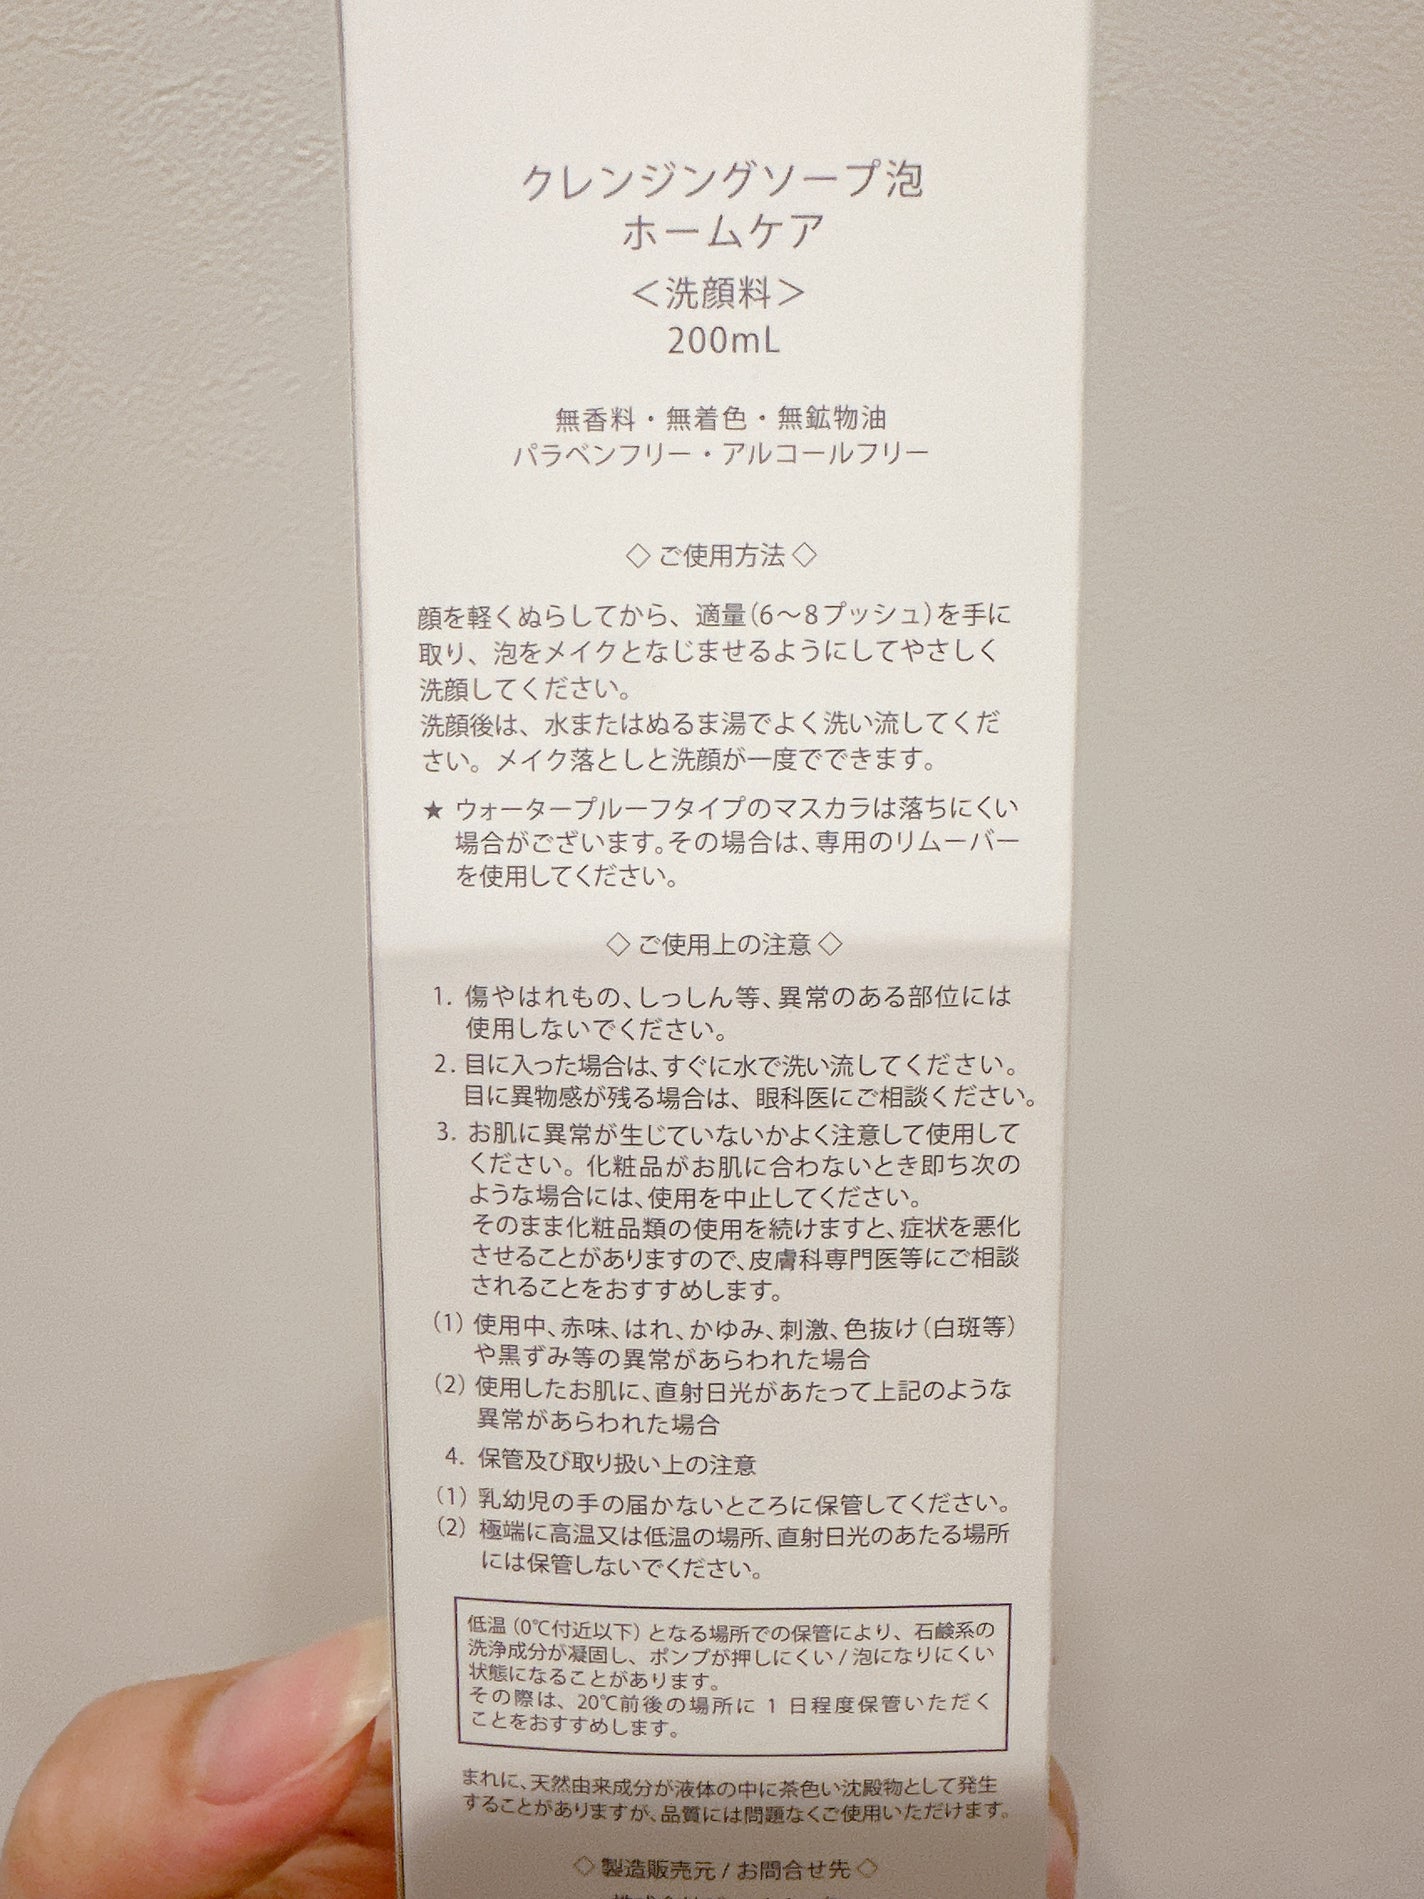 クレンジングソープ泡
ホームケア
＜洗顔料＞
200mL
無香料・無着色・無鉱物油
パラベンフリー・アルコールフリー
◇ご使用方法◇
顔を軽くぬらしてから、適量（6～8プッシュ）を手に
取り、泡をメイクとなじませるようにしてやさしく
洗顔してください。
洗顔後は、水またはぬるま湯でよく洗い流してくだ
さい。メイク落としと洗顔が一度でできます。
★ ウォータープルーフタイプのマスカラは落ちにくい
場合がございます。その場合は、専用のリムーバー
を使用してください。
◇ご使用上の注意◇
1. 傷やはれもの、しっしん等、異常のある部位には
使用しないでください。
2. 目に入った場合は、すぐに水で洗い流してください。
目に異物感が残る場合は、眼科医にご相談ください。
3. お肌に異常が生じていないかよく注意して使用して
ください。化粧品がお肌に合わないとき即ち次の
ような場合には、使用を中止してください。
そのまま化粧品類の使用を続けますと、症状を悪化
させることがありますので、皮膚科専門医等にご相談
されることをおすすめします。
（1）使用中、赤味、はれ、かゆみ、刺激、色抜け（白斑等）
や黒ずみ等の異常があらわれた場合
（2）使用したお肌に、直射日光があたって上記のような
異常があらわれた場合
4. 保管及び取り扱い上の注意
（1）乳幼児の手の届かないところに保管してください。
（2）極端に高温又は低温の場所、直射日光のあたる場所
には保管しないでください。
低温（0℃付近以下）となる場所での保管により、石鹸系の
洗浄成分が凝固し、ポンプが押しにくい/泡になりにくい
状態になることがあります。
その際は、20℃前後の場所に1日程度保管いただく
ことをおすすめします。
まれに、天然由来成分が液体の中に茶色い沈殿物として発生
することがありますが、品質には問題なくご使用いただけます。
◇製造販売元/お問合せ先◇